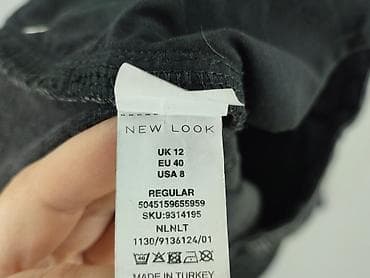 NEW LOOK
UK 12
EU 40
USA 8
REGULAR
5045159655959
SKU:9314195
NLNLT
1130/9136124/01
MADE IN TURKEY